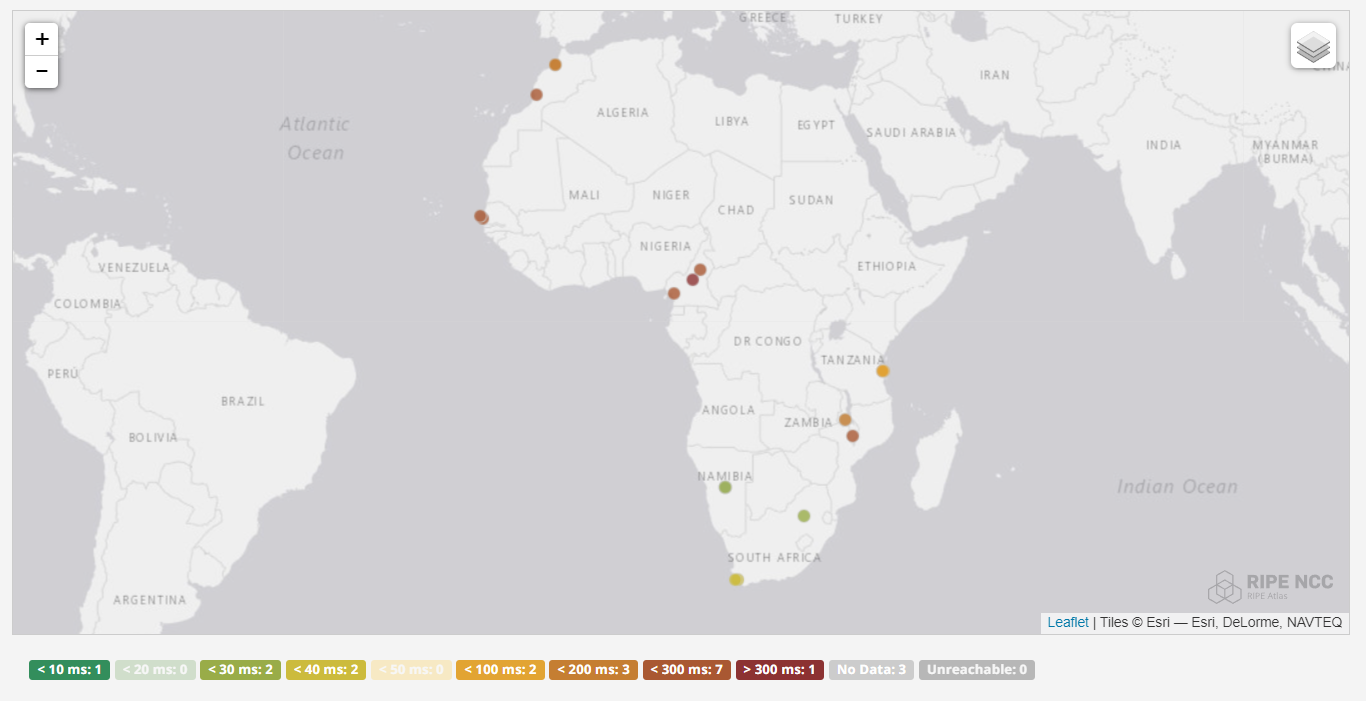 +
−
GREECE
TURKEY
IRAN
ALGERIA
LIBYA
EGYPT
SAUDI ARABIA
Atlantic
Ocean
INDIA
MYANMAR
(BURMA)
MALI
NIGER
CHAD
SUDAN
NIGERIA
ETHIOPIA
VENEZUELA
COLOMBIA
DR CONGO
TANZANIA
PERÚ
BRAZIL
ANGOLA
ZAMBIA
BOLIVIA
NAMIBIA
Indian Ocean
SOUTH AFRICA
ARGENTINA
RIPE NCC
RIPE Atlas
Leaflet | Tiles © Esri — Esri, DeLorme, NAVTEQ
< 10 ms: 1 < 20 ms: 0 < 30 ms: 2 < 40 ms: 2 < 50 ms: 0 < 100 ms: 2 < 200 ms: 3 < 300 ms: 7 > 300 ms: 1 No Data: 3 Unreachable: 0